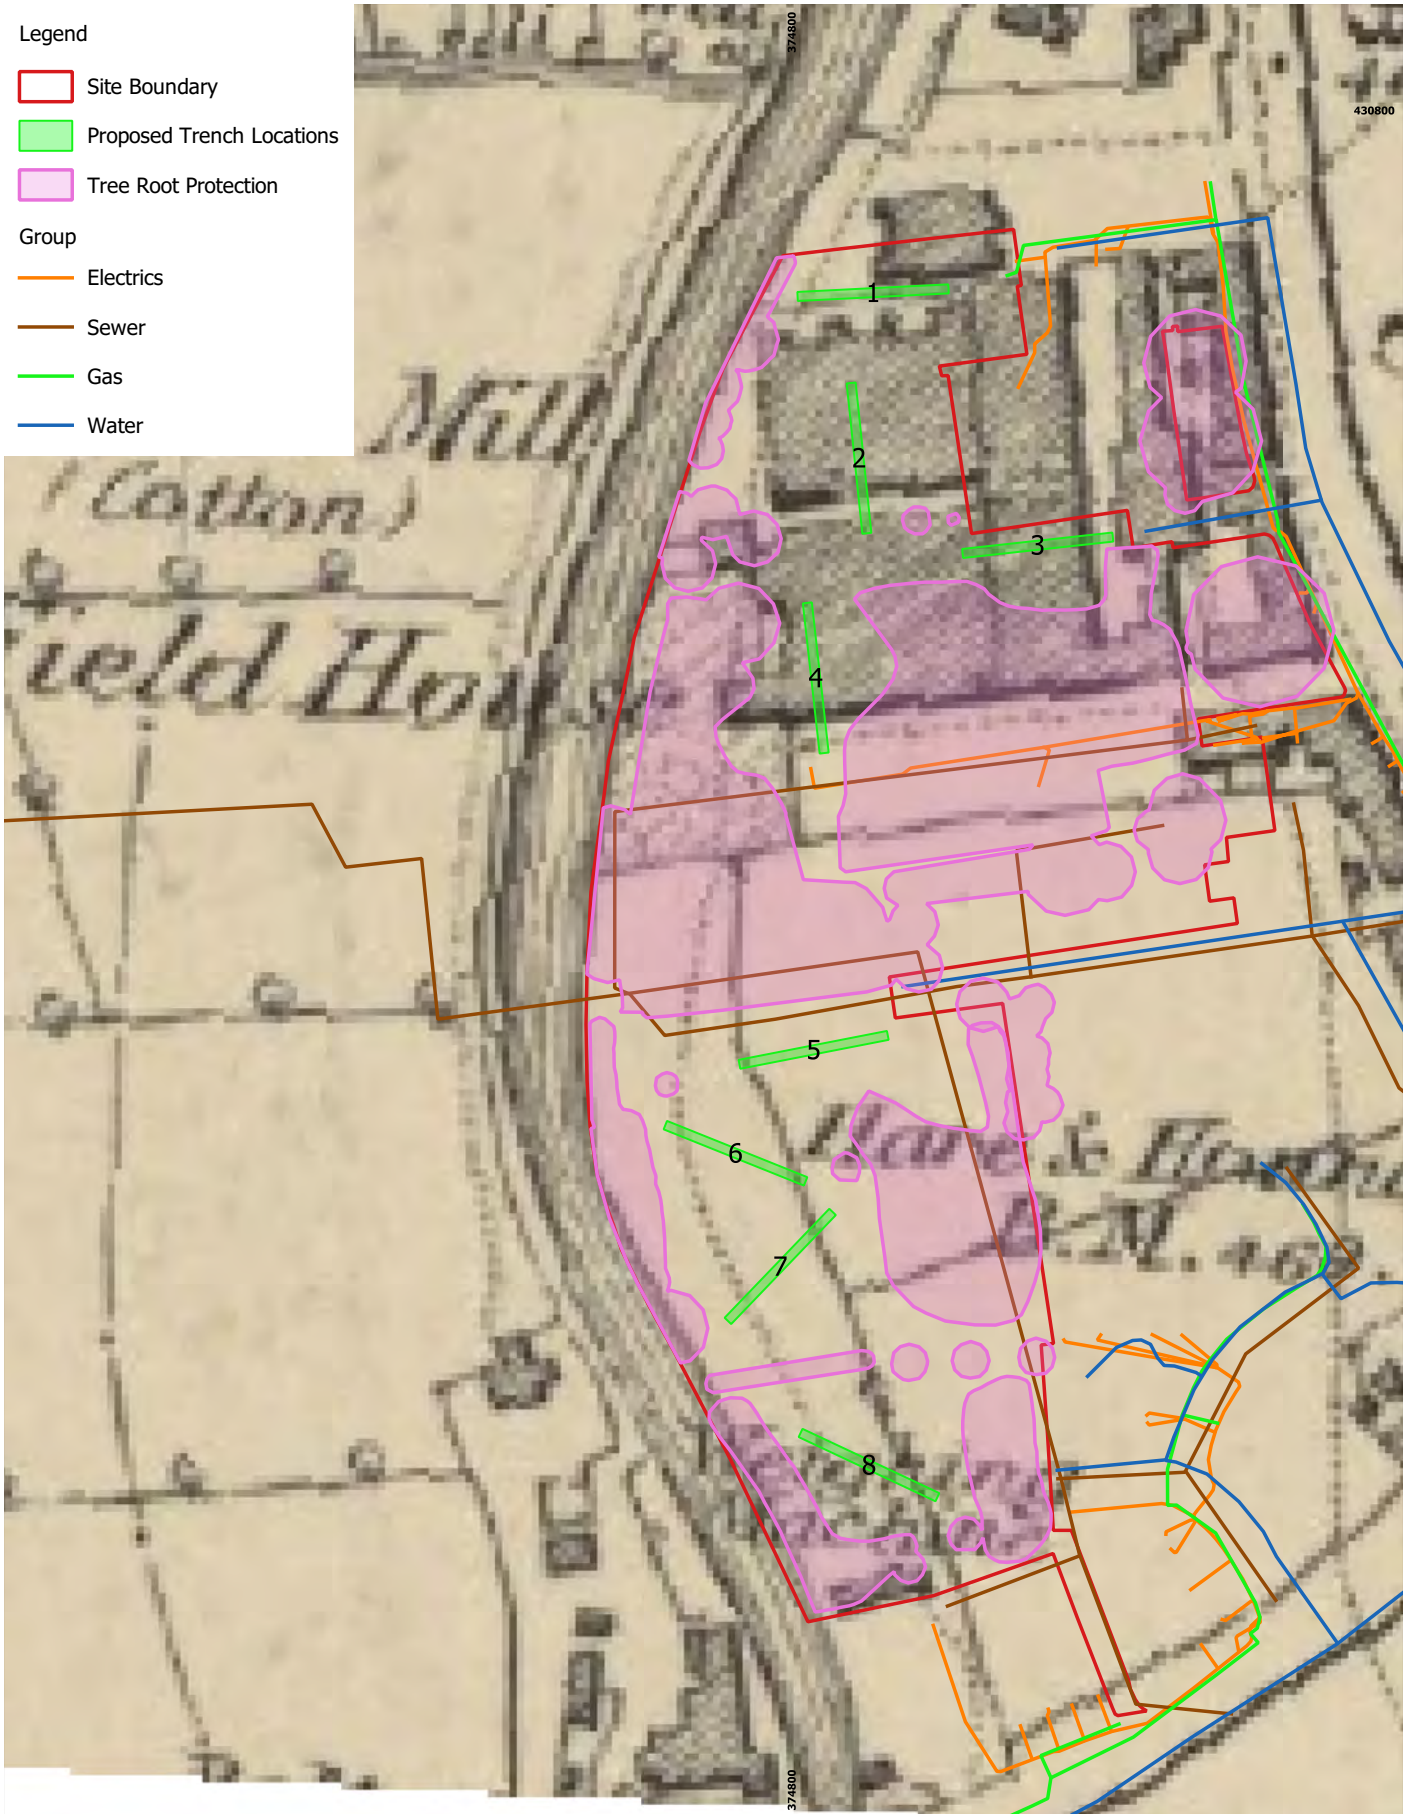 Legend
Site Boundary
Proposed Trench Locations
Tree Root Protection
Group
Electrics
Sewer
Gas
Water
374800
430800
1
2
3
4
5
6
7
8
Mill
(Cotton)
ield Ho
374800